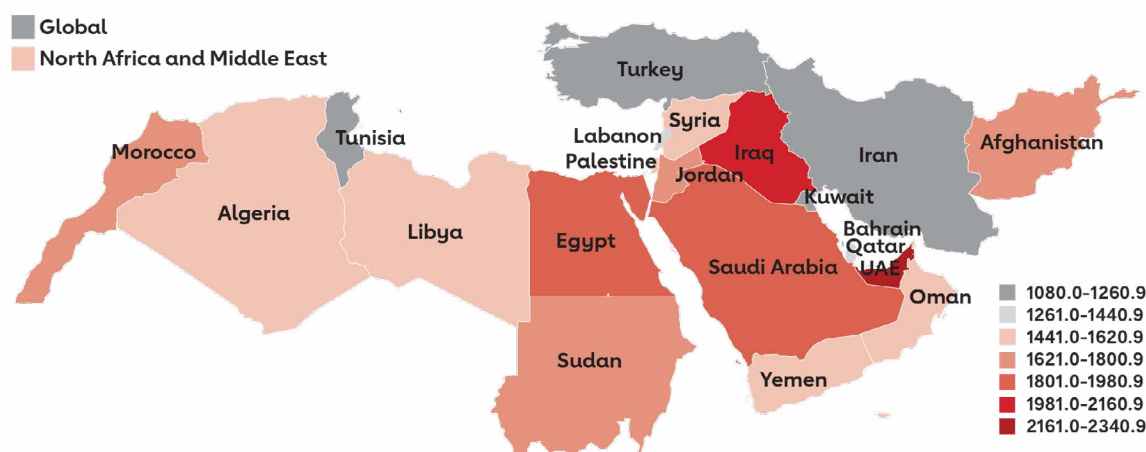 Global
North Africa and Middle East
Turkey
Tunisia
Morocco
Syria
Labanon
Palestine
Iraq
Iran
Afghanistan
Jordan
Kuwait
Algeria
Libya
Egypt
Saudi Arabia
Bahrain
Qatar
UAE
Oman
Sudan
Yemen
1080.0-1260.9
1261.0-1440.9
1441.0-1620.9
1621.0-1800.9
1801.0-1980.9
1981.0-2160.9
2161.0-2340.9